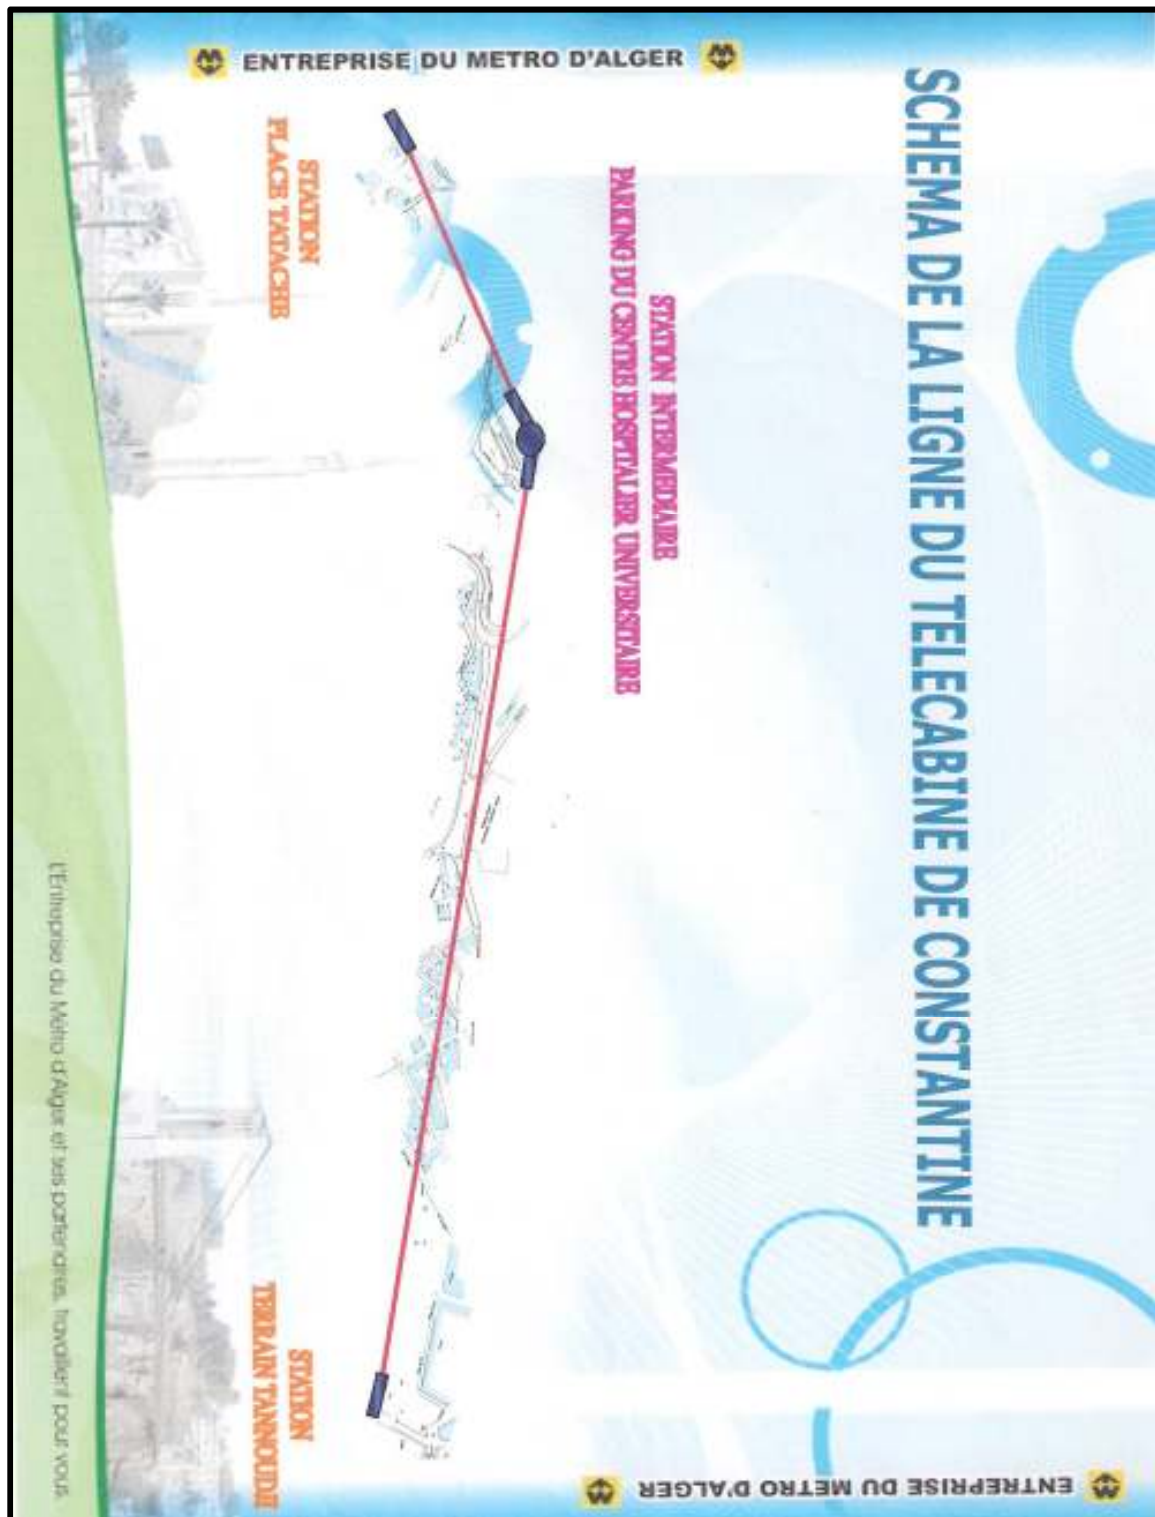 ENTREPRISE DU METRO D'ALGER
SCHEMA DE LA LIGNE DU TELECABINE DE CONSTANTINE
STATION INTERMEDIAIRE
PARKING DU CENTRE HOSPITALIER UNIVERSITAIRE
STATION
PLACE TATACHE
STATION
TERRAIN TANNOUDJI
L'Entreprise du Métro d'Alger et ses partenaires, travaillent pour vous.
ENTREPRISE DU METRO D'ALGER